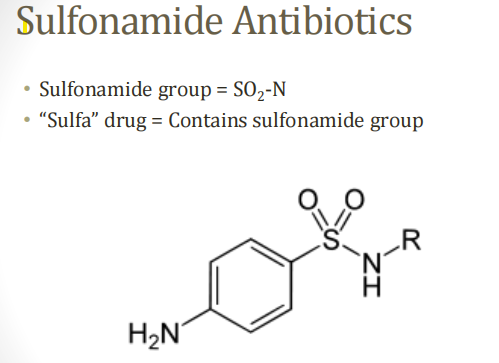 Sulfonamide Antibiotics
• Sulfonamide group = SO₂-N
• “Sulfa” drug = Contains sulfonamide group
O O
S R
N
H
H₂N